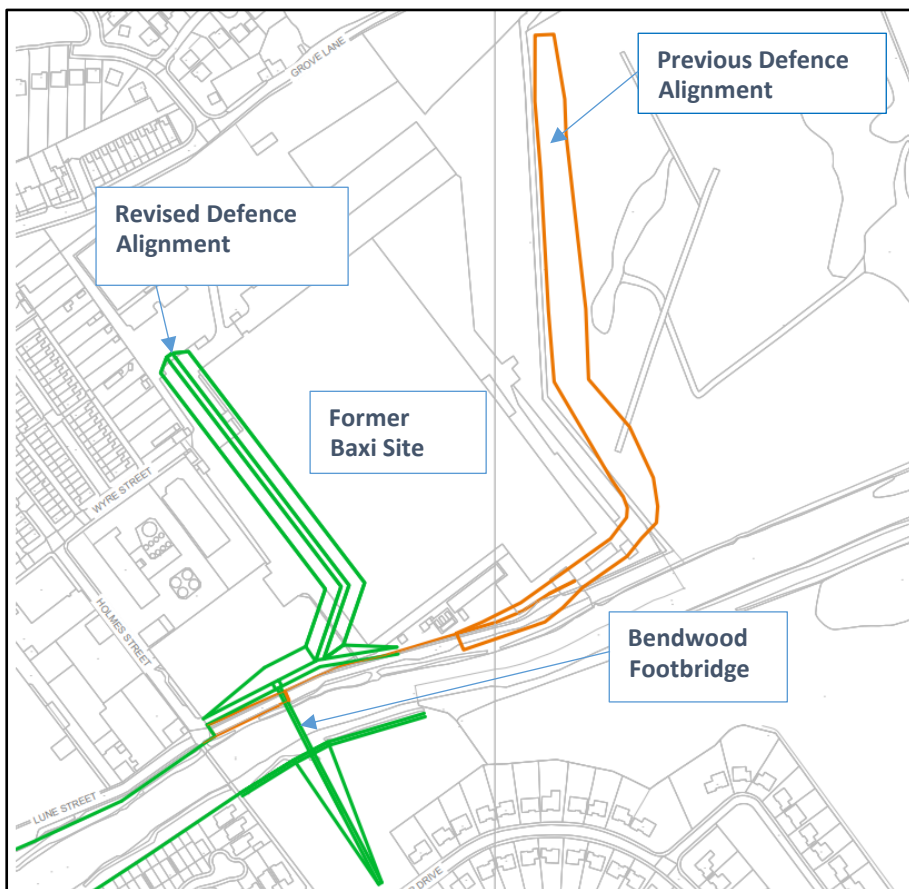 GROVE LANE
Previous Defence
Alignment
Revised Defence
Alignment
Former
Baxi Site
WYRE STREET
HOLMES STREET
Bendwood
Footbridge
LUNE STREET
DRIVE